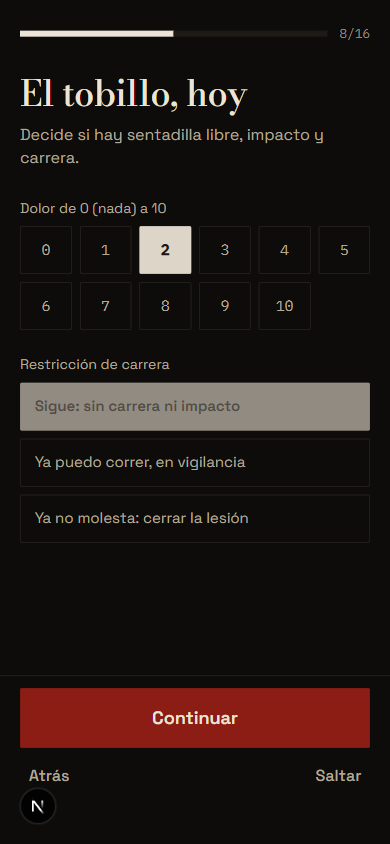 8/16
El tobillo, hoy
Decide si hay sentadilla libre, impacto y
carrera.
Dolor de 0 (nada) a 10
0 1 2 3 4 5
6 7 8 9 10
Restricción de carrera
Sigue: sin carrera ni impacto
Ya puedo correr, en vigilancia
Ya no molesta: cerrar la lesión
Continuar
Atrás Saltar
N